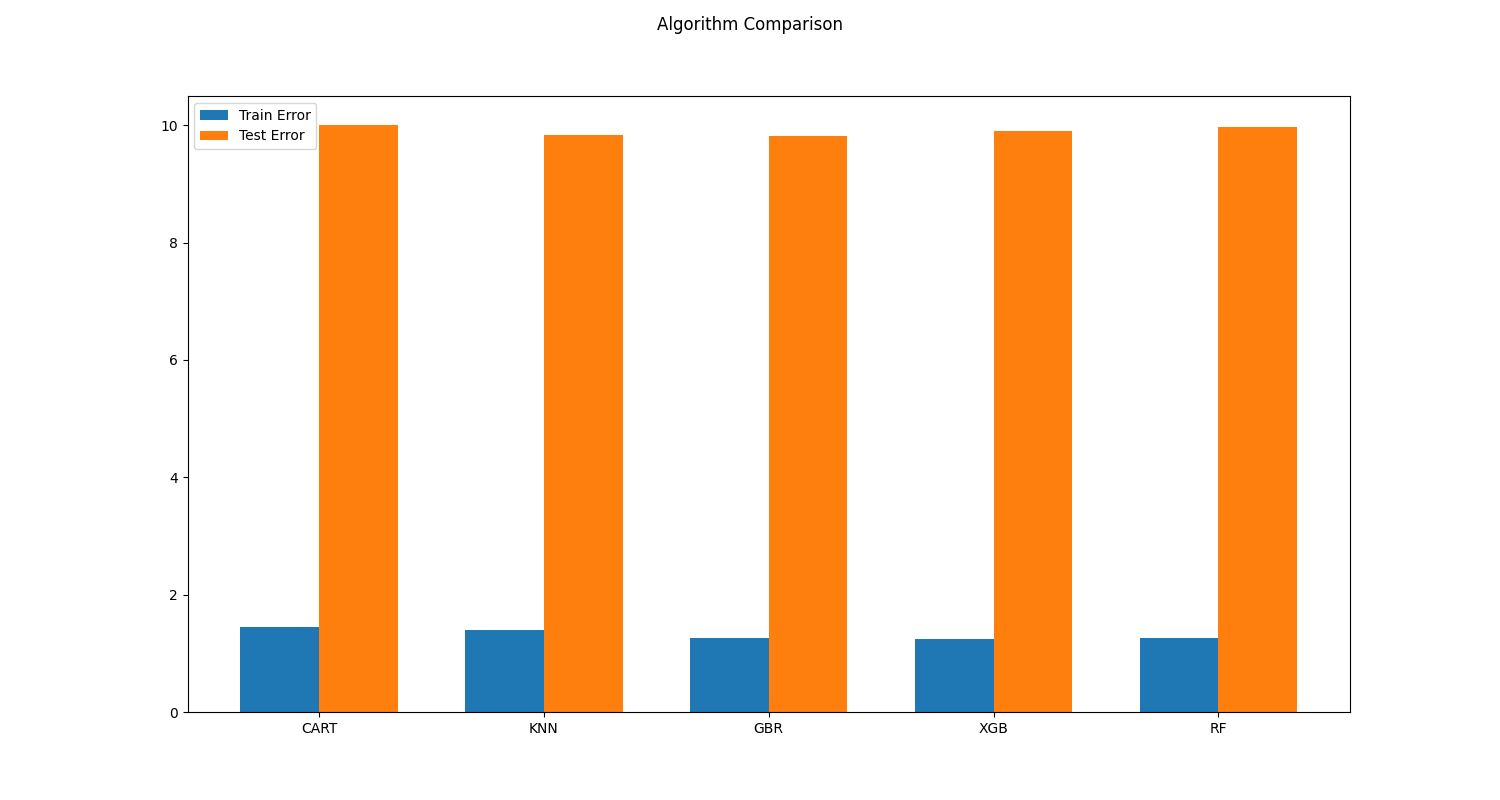 Algorithm Comparison
Train Error
Test Error
10
8
6
4
2
0
CART
KNN
GBR
XGB
RF